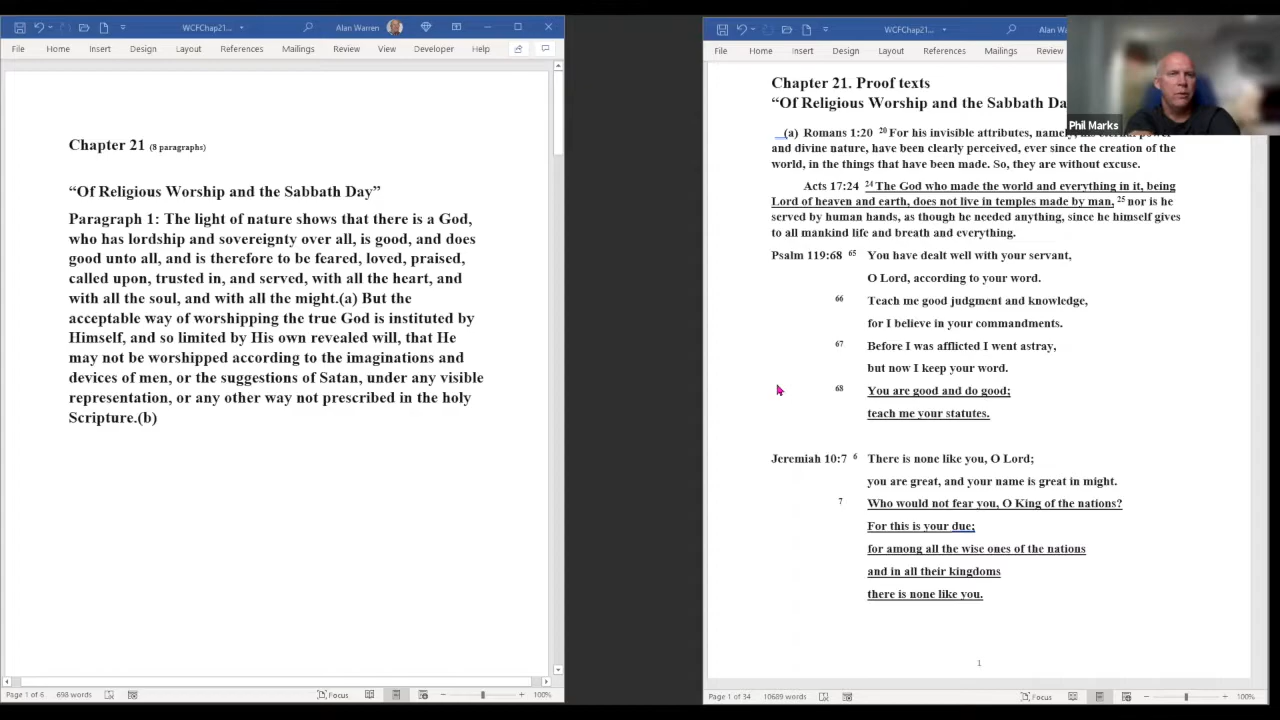 WCFChap21...
Alan Warren
File Home Insert Design Layout References Mailings Review View Developer Help
Chapter 21 (8 paragraphs)
“Of Religious Worship and the Sabbath Day”
Paragraph 1: The light of nature shows that there is a God,
who has lordship and sovereignty over all, is good, and does
good unto all, and is therefore to be feared, loved, praised,
called upon, trusted in, and served, with all the heart, and
with all the soul, and with all the might.(a) But the
acceptable way of worshipping the true God is instituted by
Himself, and so limited by His own revealed will, that He
may not be worshipped according to the imaginations and
devices of men, or the suggestions of Satan, under any visible
representation, or any other way not prescribed in the holy
Scripture.(b)
Page 1 of 6 698 words Focus 100%
WCFChap21...
Alan Wa
File Home Insert Design Layout References Mailings Review
Phil Marks
Chapter 21. Proof texts
“Of Religious Worship and the Sabbath Da
(a) Romans 1:20 20 For his invisible attributes, namely, his eternal power
and divine nature, have been clearly perceived, ever since the creation of the
world, in the things that have been made. So, they are without excuse.
Acts 17:24 24 The God who made the world and everything in it, being
Lord of heaven and earth, does not live in temples made by man, 25 nor is he
served by human hands, as though he needed anything, since he himself gives
to all mankind life and breath and everything.
Psalm 119:68 65 You have dealt well with your servant,
O Lord, according to your word.
66 Teach me good judgment and knowledge,
for I believe in your commandments.
67 Before I was afflicted I went astray,
but now I keep your word.
68 You are good and do good;
teach me your statutes.
Jeremiah 10:7 6 There is none like you, O Lord;
you are great, and your name is great in might.
7 Who would not fear you, O King of the nations?
For this is your due;
for among all the wise ones of the nations
and in all their kingdoms
there is none like you.
1
Page 1 of 34 10689 words Focus 100%